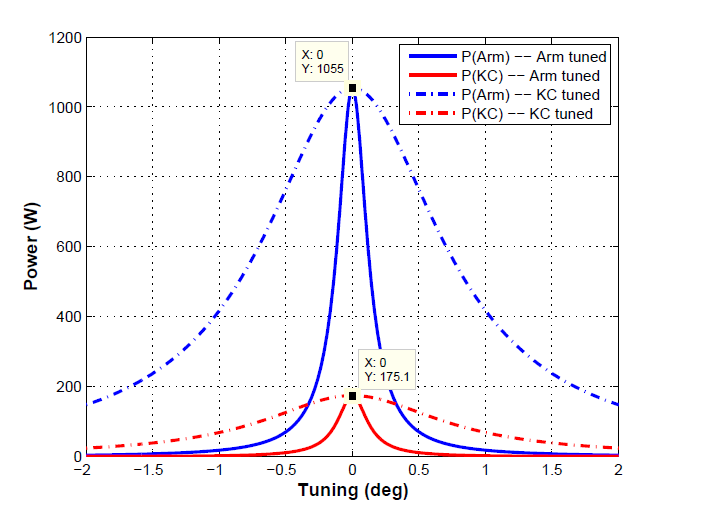 1200
1000
800
600
400
200
0
−2
−1.5
−1
−0.5
0
0.5
1
1.5
2
Power (W)
Tuning (deg)
X: 0
Y: 1055
X: 0
Y: 175.1
P(Arm) −− Arm tuned
P(KC) −− Arm tuned
P(Arm) −− KC tuned
P(KC) −− KC tuned